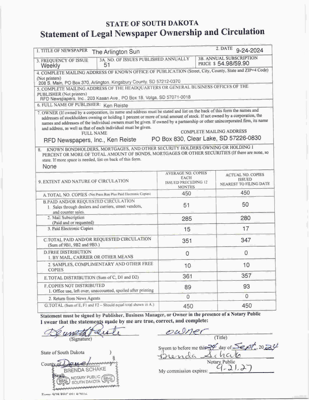 STATE OF SOUTH DAKOTA
Statement of Legal Newspaper Ownership and Circulation
1. TITLE OF NEWSPAPER The Arlington Sun
2. DATE 9-24-2024
3. FREQUENCY OF ISSUE Weekly
3A. NO. OF ISSUES PUBLISHED ANNUALLY 51
3B. ANNUAL SUBSCRIPTION PRICE $ 54.98/59.90
4. COMPLETE MAILING ADDRESS OF KNOWN OFFICE OF PUBLICATION (Street, City, County, State and ZIP+4 Code)
(Not printers)
208 S. Main, PO Box 370, Arlington, Kingsbury County, SD 57212-0370
5. COMPLETE MAILING ADDRESS OF THE HEADQUARTERS OR GENERAL BUSINESS OFFICES OF THE
PUBLISHER (Not printers)
RFD Newspapers, Inc., 203 Kasan Ave., PO Box 18, Volga, SD 57071-0018
6. FULL NAME OF PUBLISHER: Ken Reiste
7. OWNER (If owned by a corporation, its name and address must be stated and list on the back of this form the names and
addresses of stockholders owning or holding 1 percent or more of total amount of stock. If not owned by a corporation, the
names and addresses of the individual owners must be given. If owned by a partnership or other unincorporated firm, its name
and address, as well as that of each individual must be given.
FULL NAME COMPLETE MAILING ADDRESS
RFD Newspapers, Inc., Ken Reiste PO Box 830, Clear Lake, SD 57226-0830
8. KNOWN BONDHOLDERS, MORTGAGES, AND OTHER SECURITY HOLDERS OWNING OR HOLDING 1
PERCENT OR MORE OF TOTAL AMOUNT OF BONDS, MORTGAGES OR OTHER SECURITIES (If there are none, so
state. If more space is needed, list on back of this form.
None
9. EXTENT AND NATURE OF CIRCULATION
AVERAGE NO. COPIES EACH ISSUED PRECEDING 12 MONTHS
ACTUAL NO. COPIES ISSUED NEAREST TO FILING DATE
A. TOTAL NO. COPIES 450 450
B. PAID AND/OR REQUESTED CIRCULATION
1. Sales through dealers and carriers, street vendors, and counter sales. 51 50
2. Mail Subscription (Paid and or requested) 285 280
3. Paid Electronic Copies 15 17
C. TOTAL PAID AND/OR REQUESTED CIRCULATION (Sum of 9B1, 9B2 and 9B3) 351 347
D. FREE DISTRIBUTION
1. BY MAIL, CARRIER OR OTHER MEANS 0 0
2. SAMPLES, COMPLIMENTARY AND OTHER FREE COPIES 10 10
E. TOTAL DISTRIBUTION (Sum of C, D1 and D2) 361 357
F. COPIES NOT DISTRIBUTED
1. Office use, left over, unaccounted, spoiled after printing 89 93
2. Return from News Agents 0 0
G. TOTAL (Sum of E, F1 and F2 - Should equal total shown in A) 450 450
Statement must be signed by Publisher, Business Manager, or Owner in the presence of a Notary Public
I swear that the statements made by me are true, correct, and complete:
owner
(Signature) (Title)
State of South Dakota )
Sworn to before me this day of Sept. 2024
County of Deuel
Brenda Schake
Notary Public
My commission expires: 9.21.27
BRENDA SCHAKE
NOTARY PUBLIC
SOUTH DAKOTA